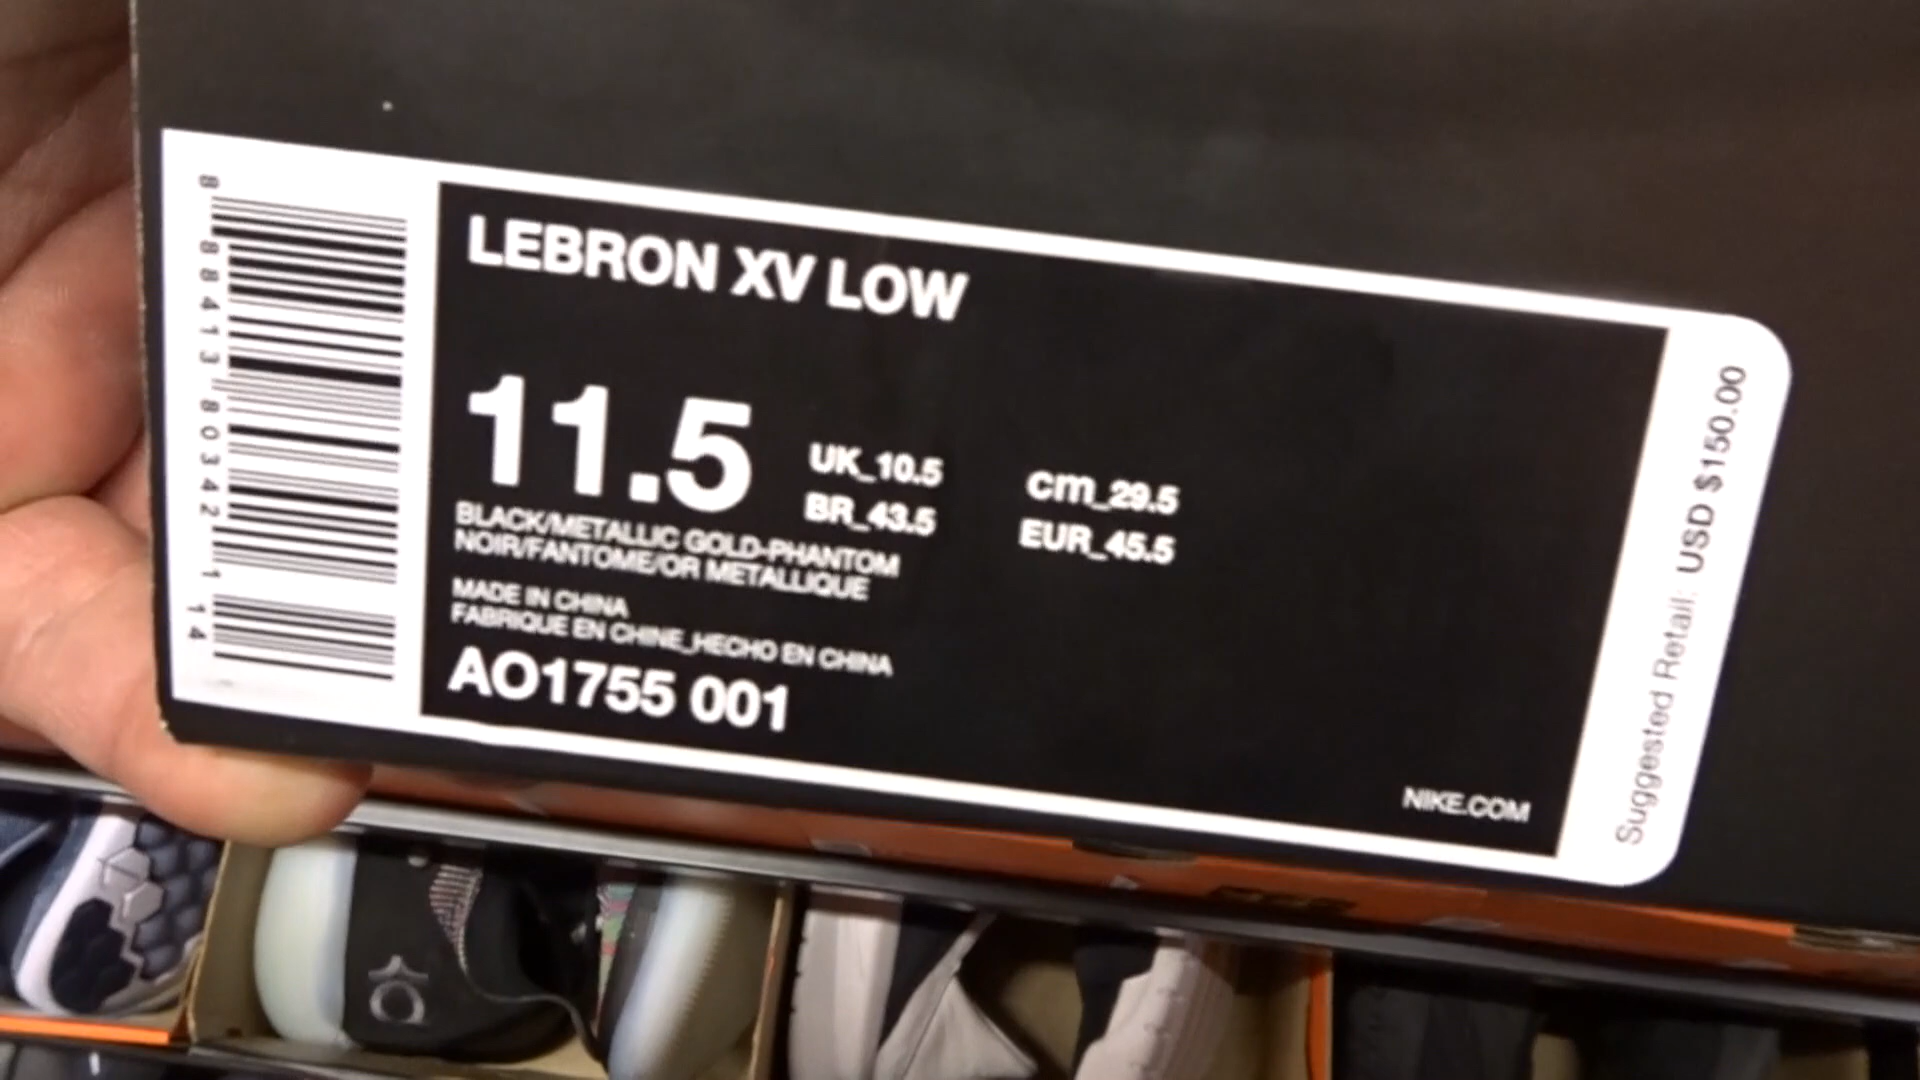 8 88413 80342 1 14
LEBRON XV LOW
11.5
UK_10.5 cm_29.5
BR_43.5 EUR_45.5
BLACK/METALLIC GOLD-PHANTOM
NOIR/FANTOME/OR METALLIQUE
MADE IN CHINA
FABRIQUE EN CHINE_HECHO EN CHINA
AO1755 001
NIKE.COM
Suggested Retail: USD $150.00